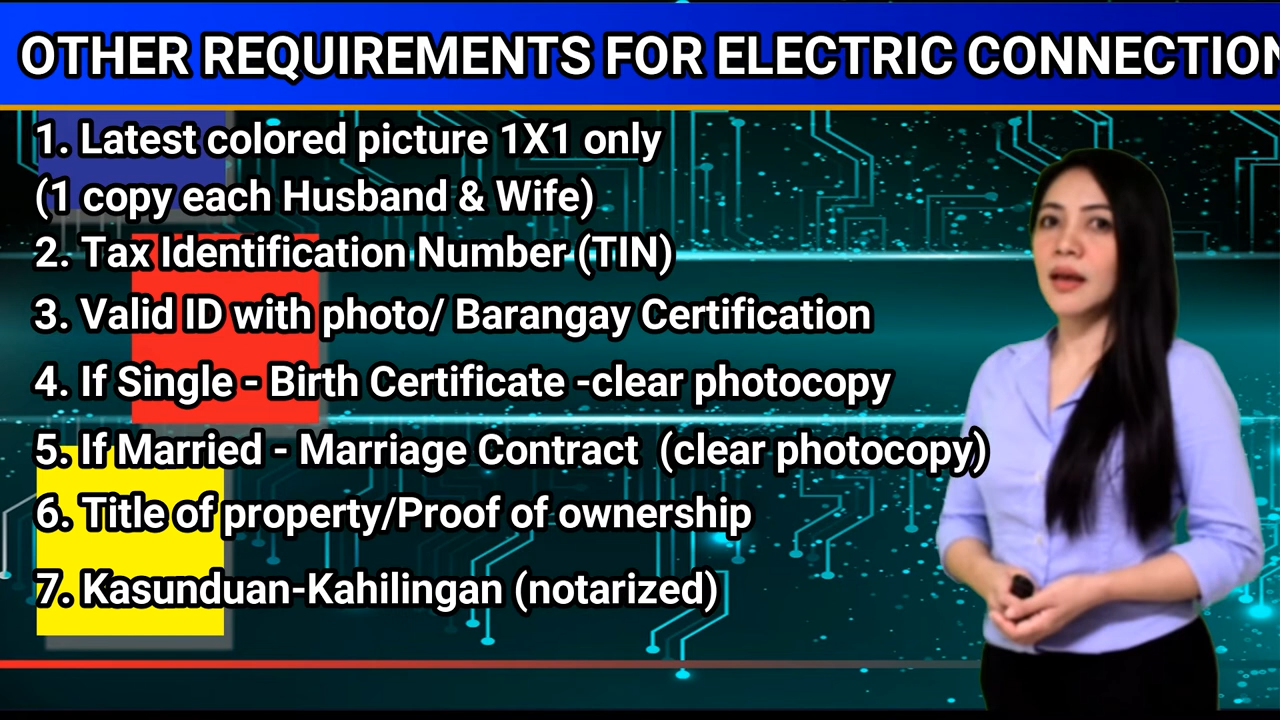 OTHER REQUIREMENTS FOR ELECTRIC CONNECTION
1. Latest colored picture 1X1 only
(1 copy each Husband & Wife)
2. Tax Identification Number (TIN)
3. Valid ID with photo/ Barangay Certification
4. If Single - Birth Certificate -clear photocopy
5. If Married - Marriage Contract (clear photocopy)
6. Title of property/Proof of ownership
7. Kasunduan-Kahilingan (notarized)